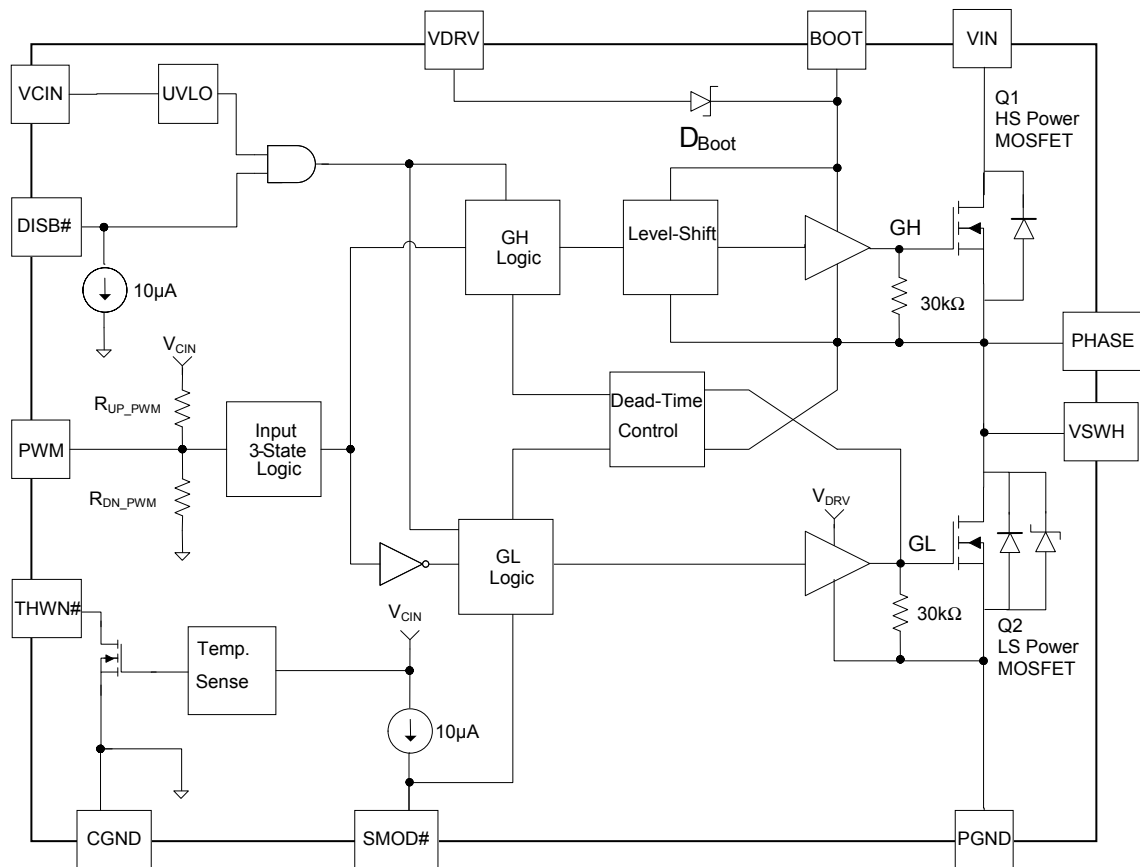 VDRV
BOOT
VIN
VCIN
UVLO
Q1
HS Power
MOSFET
DBoot
DISB#
GH
Logic
Level-Shift
GH
10µA
30kΩ
VCIN
PHASE
RUP_PWM
Dead-Time
Control
PWM
Input
3-State
Logic
VSWH
RDN_PWM
VDRV
GL
Logic
GL
THWN#
VCIN
30kΩ
Q2
LS Power
MOSFET
Temp.
Sense
10µA
CGND
SMOD#
PGND